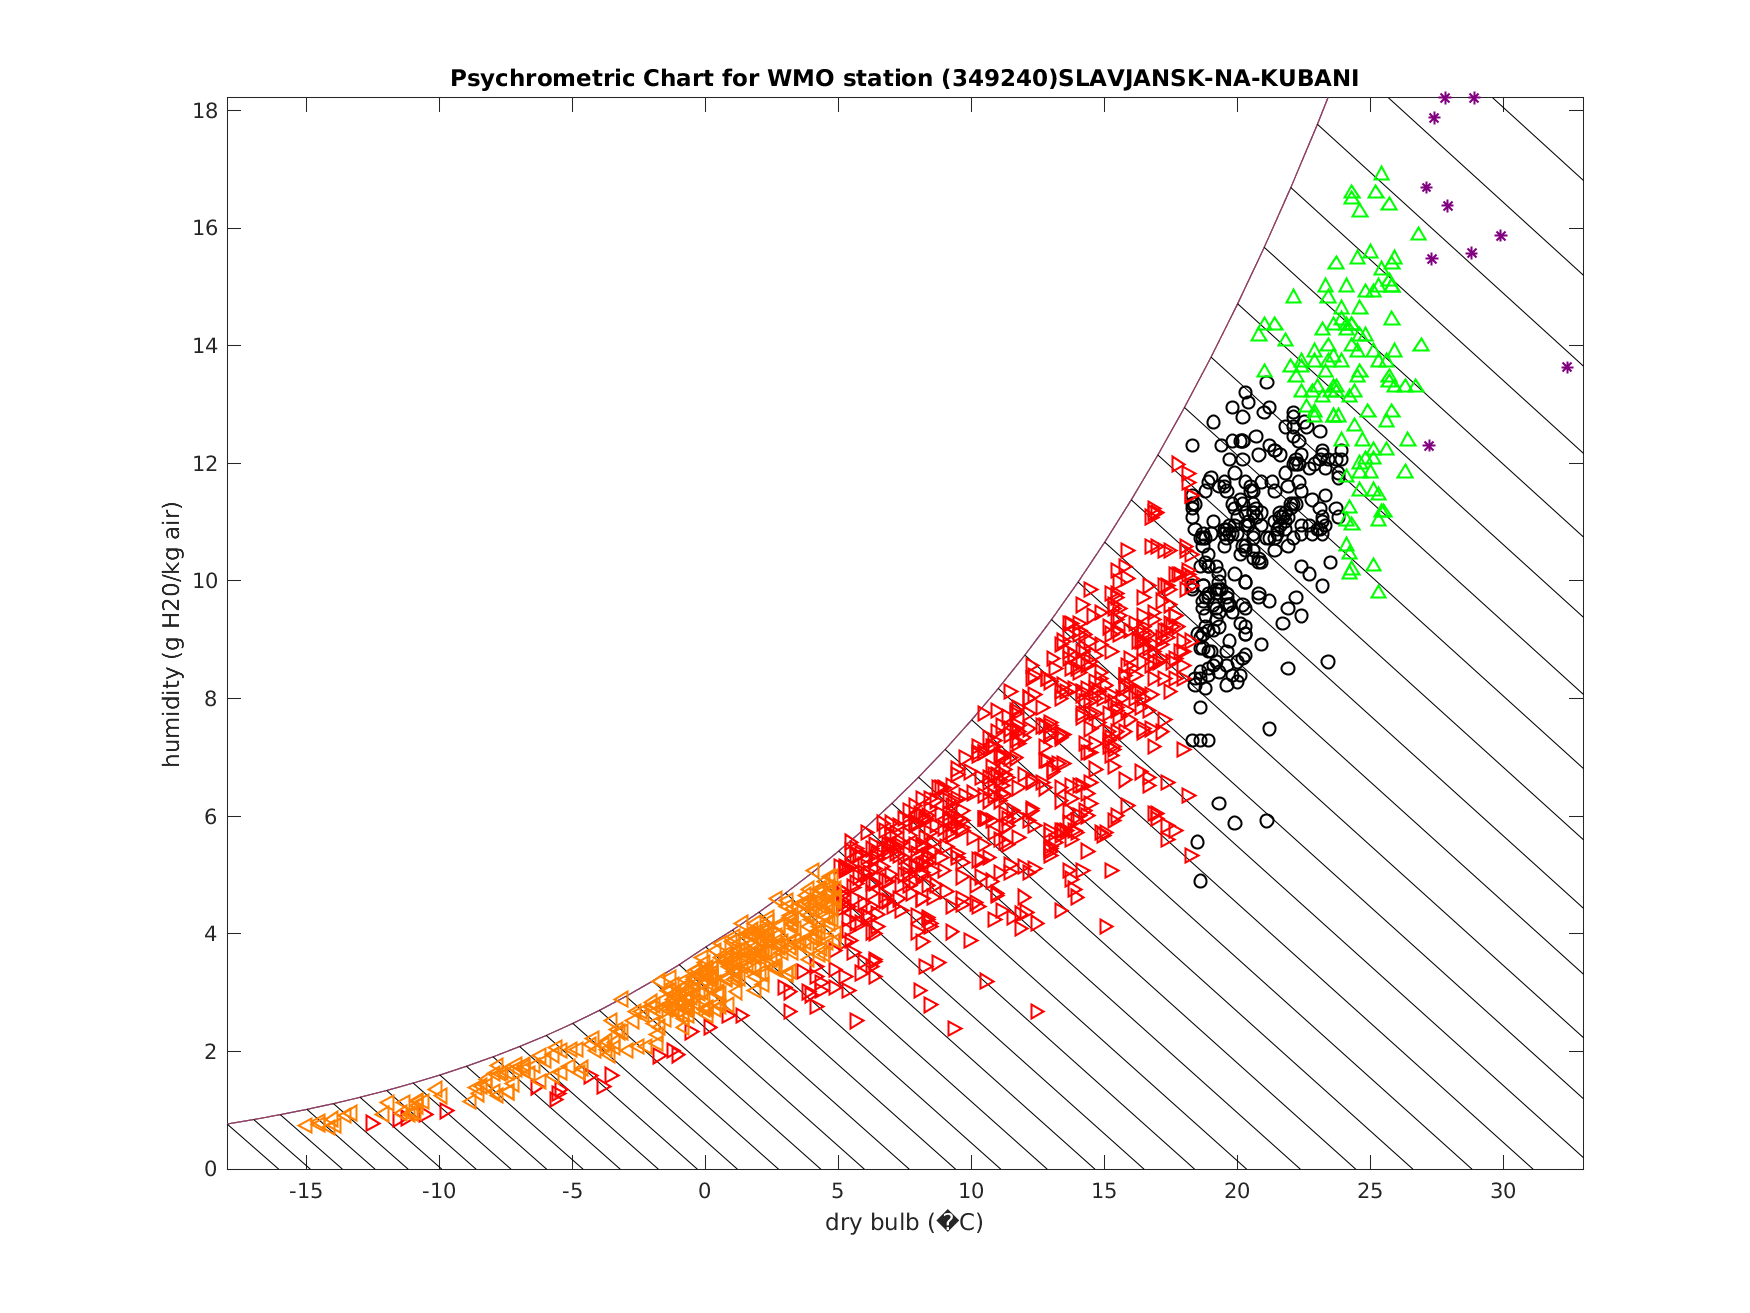 Psychrometric Chart for WMO station (349240)SLAVJANSK-NA-KUBANI
humidity (g H20/kg air)
18
16
14
12
10
8
6
4
2
0
-15 -10 -5 0 5 10 15 20 25 30
dry bulb (�C)